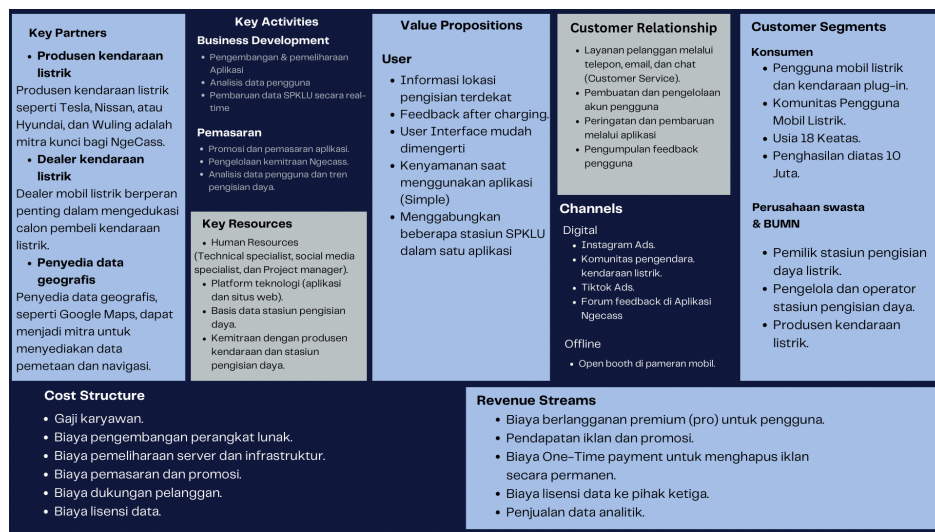 Key Partners
• Produsen kendaraan
listrik
Produsen kendaraan listrik
seperti Tesla, Nissan, atau
Hyundai, dan Wuling adalah
mitra kunci bagi NgeCass.
• Dealer kendaraan
listrik
Dealer mobil listrik berperan
penting dalam mengedukasi
calon pembeli kendaraan
listrik.
• Penyedia data
geografis
Penyedia data geografis,
seperti Google Maps, dapat
menjadi mitra untuk
menyediakan data
pemetaan dan navigasi.
Key Activities
Business Development
• Pengembangan & pemeliharaan
Aplikasi
• Analisis data pengguna
• Pembaruan data SPKLU secara real-
time
Pemasaran
• Promosi dan pemasaran aplikasi.
• Pengelolaan kemitraan Ngecass.
• Analisis data pengguna dan tren
pengisian daya.
Key Resources
• Human Resources
(Technical specialist, social media
specialist, dan Project manager).
• Platform teknologi (aplikasi
dan situs web).
• Basis data stasiun pengisian
daya.
• Kemitraan dengan produsen
kendaraan dan stasiun
pengisian daya.
Value Propositions
User
• Informasi lokasi
pengisian terdekat
• Feedback after charging.
• User Interface mudah
dimengerti
• Kenyamanan saat
menggunakan aplikasi
(Simple)
• Menggabungkan
beberapa stasiun SPKLU
dalam satu aplikasi
Customer Relationship
• Layanan pelanggan melalui
telepon, email, dan chat
(Customer Service).
• Pembuatan dan pengelolaan
akun pengguna
• Peringatan dan pembaruan
melalui aplikasi
• Pengumpulan feedback
pengguna
Channels
Digital
• Instagram Ads.
• Komunitas pengendara.
kendaraan listrik.
• Tiktok Ads.
• Forum feedback di Aplikasi
Ngecass
Offline
• Open booth di pameran mobil.
Customer Segments
Konsumen
• Pengguna mobil listrik
dan kendaraan plug-in.
• Komunitas Pengguna
Mobil Listrik.
• Usia 18 Keatas.
• Penghasilan diatas 10
Juta.
Perusahaan swasta
& BUMN
• Pemilik stasiun pengisian
daya listrik.
• Pengelola dan operator
stasiun pengisian daya.
• Produsen kendaraan
listrik.
Cost Structure
• Gaji karyawan.
• Biaya pengembangan perangkat lunak.
• Biaya pemeliharaan server dan infrastruktur.
• Biaya pemasaran dan promosi.
• Biaya dukungan pelanggan.
• Biaya lisensi data.
Revenue Streams
• Biaya berlangganan premium (pro) untuk pengguna.
• Pendapatan iklan dan promosi.
• Biaya One-Time payment untuk menghapus iklan
secara permanen.
• Biaya lisensi data ke pihak ketiga.
• Penjualan data analitik.